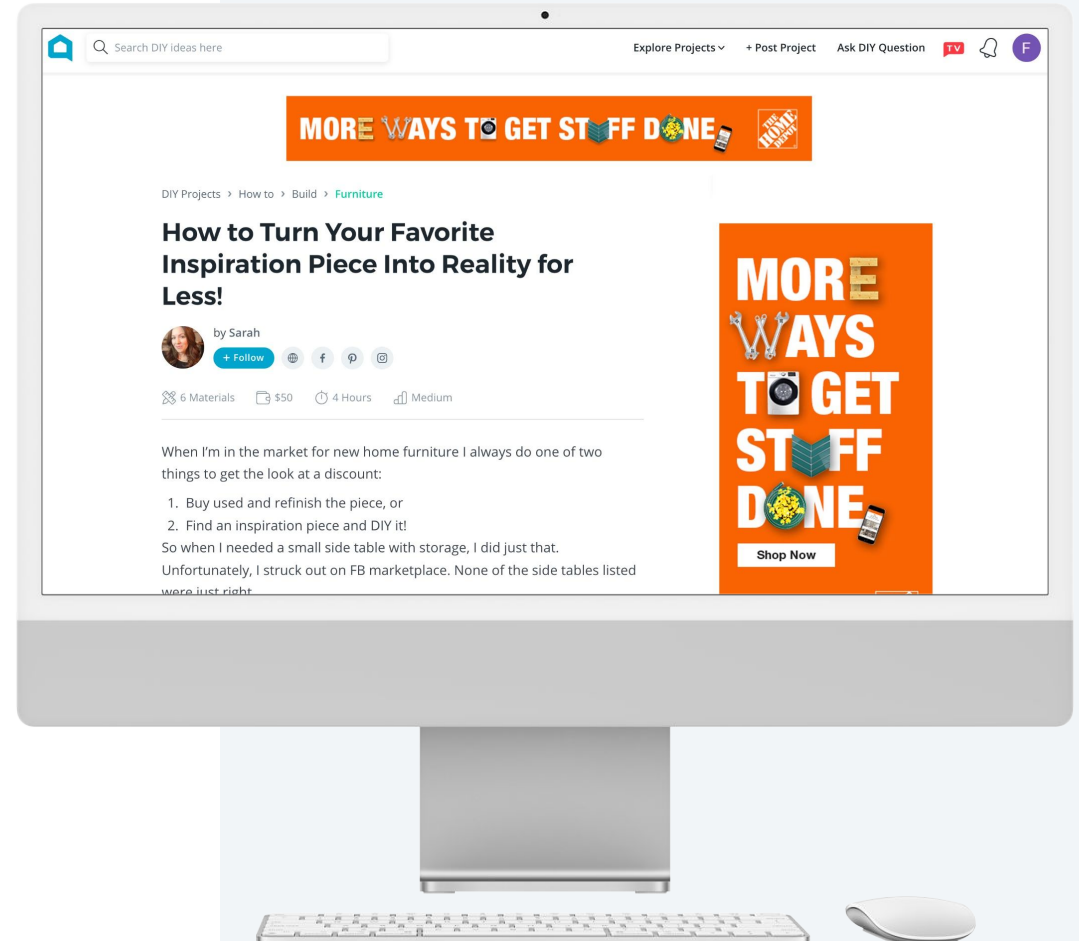 Search DIY ideas here
Explore Projects
+ Post Project
Ask DIY Question
TV
F
MORE WAYS TO GET STUFF DONE
THE HOME DEPOT
DIY Projects > How to > Build > Furniture
How to Turn Your Favorite
Inspiration Piece Into Reality for
Less!
by Sarah
+ Follow
6 Materials
$50
4 Hours
Medium
When I’m in the market for new home furniture I always do one of two
things to get the look at a discount:
1. Buy used and refinish the piece, or
2. Find an inspiration piece and DIY it!
So when I needed a small side table with storage, I did just that.
Unfortunately, I struck out on FB marketplace. None of the side tables listed
were just right.
MORE
WAYS
TO GET
STUFF
DONE
Shop Now